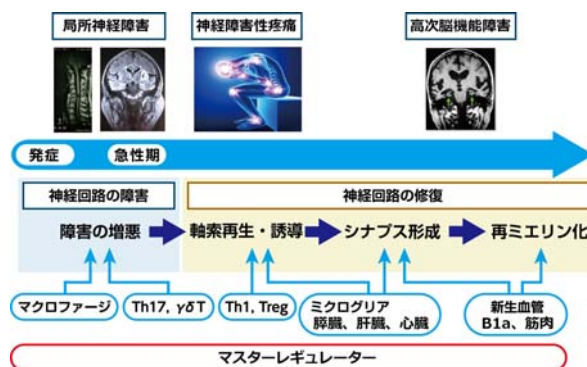 局所神経障害
神経障害性疼痛
高次脳機能障害
発症
急性期
神経回路の障害
神経回路の修復
障害の増悪
軸索再生・誘導
シナプス形成
再ミエリン化
マクロファージ
Th17, γδT
Th1, Treg
ミクログリア
膵臓、肝臓、心臓
新生血管
B1a、筋肉
マスターレギュレーター